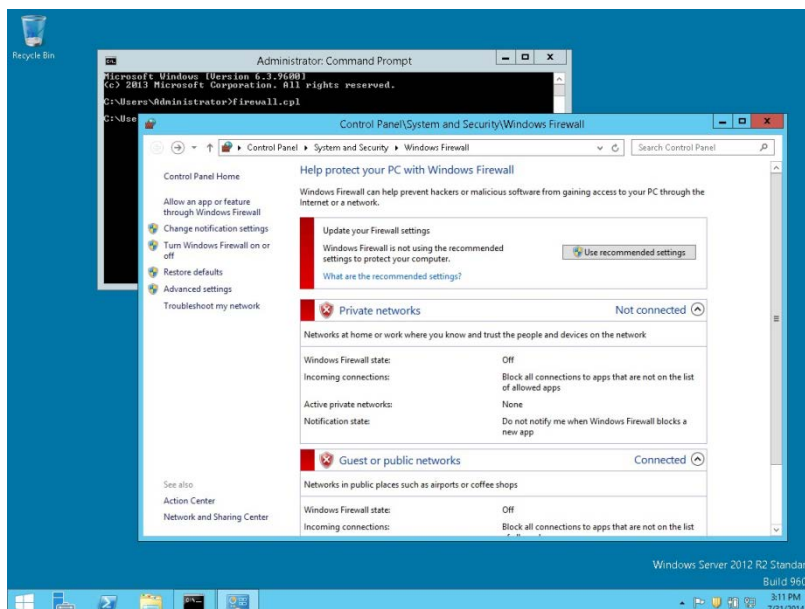 Recycle Bin
Administrator: Command Prompt
Microsoft Windows [Version 6.3.9600]
(c) 2013 Microsoft Corporation. All rights reserved.
C:\Users\Administrator>firewall.cpl
C:\Use
Control Panel\System and Security\Windows Firewall
Control Panel System and Security Windows Firewall
Search Control Panel
Control Panel Home
Allow an app or feature
through Windows Firewall
Change notification settings
Turn Windows Firewall on or
off
Restore defaults
Advanced settings
Troubleshoot my network
See also
Action Center
Network and Sharing Center
Help protect your PC with Windows Firewall
Windows Firewall can help prevent hackers or malicious software from gaining access to your PC through the
Internet or a network.
Update your Firewall settings
Windows Firewall is not using the recommended
settings to protect your computer.
What are the recommended settings?
Use recommended settings
Private networks Not connected
Networks at home or work where you know and trust the people and devices on the network
Windows Firewall state: Off
Incoming connections: Block all connections to apps that are not on the list
of allowed apps
Active private networks: None
Notification state: Do not notify me when Windows Firewall blocks a
new app
Guest or public networks Connected
Networks in public places such as airports or coffee shops
Windows Firewall state: Off
Incoming connections: Block all connections to apps that are not on the list
Windows Server 2012 R2 Standar
Build 960
3:11 PM